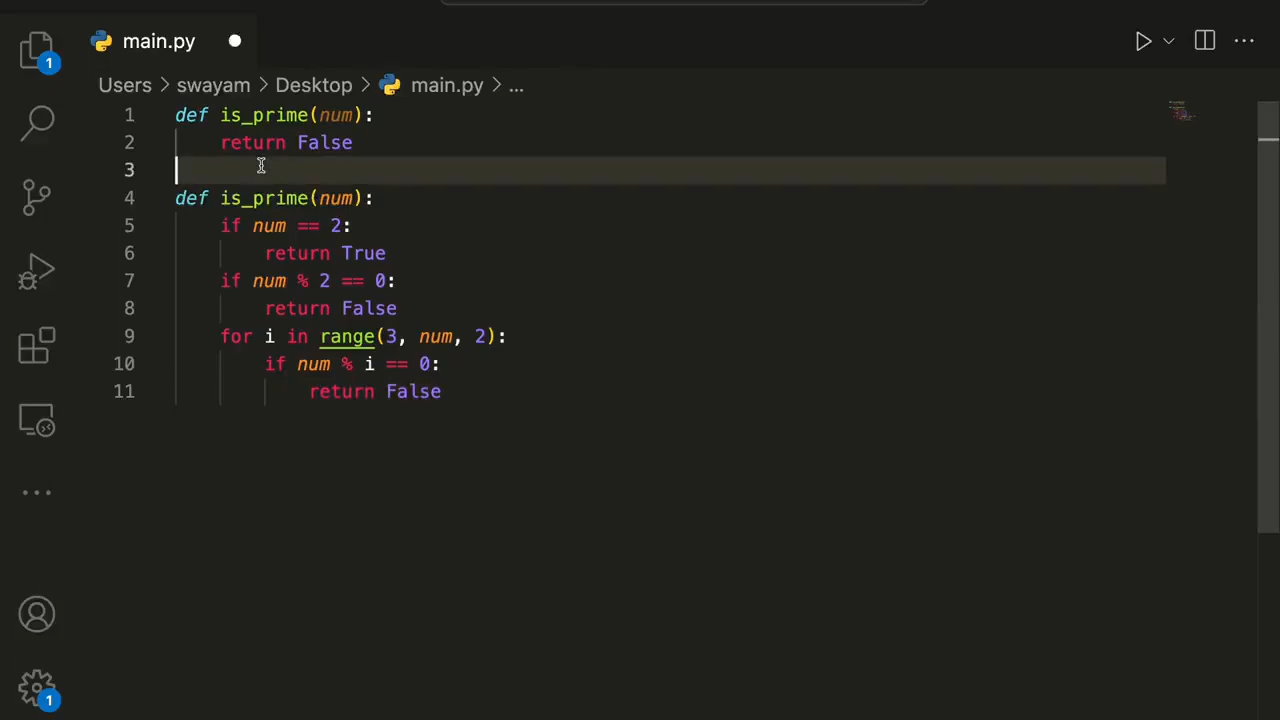 main.py
Users > swayam > Desktop > main.py > ...
1 def is_prime(num):
2     return False
3
4 def is_prime(num):
5     if num == 2:
6         return True
7     if num % 2 == 0:
8         return False
9     for i in range(3, num, 2):
10         if num % i == 0:
11             return False
1
1